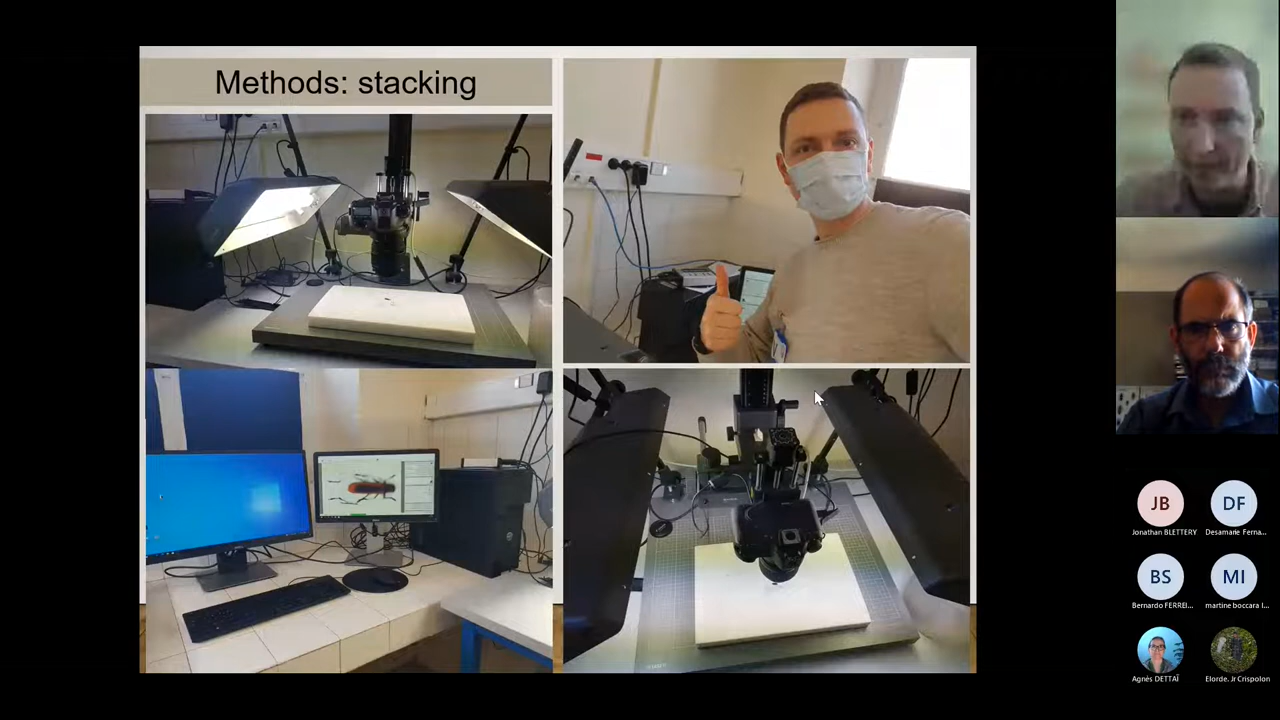 Methods: stacking
JB
DF
Jonathan BLETTERY
Desamarie Ferna...
BS
MI
Bernardo FERREI...
martine boccara I...
Agnès DETTAÏ
Elorde. Jr Crispolon